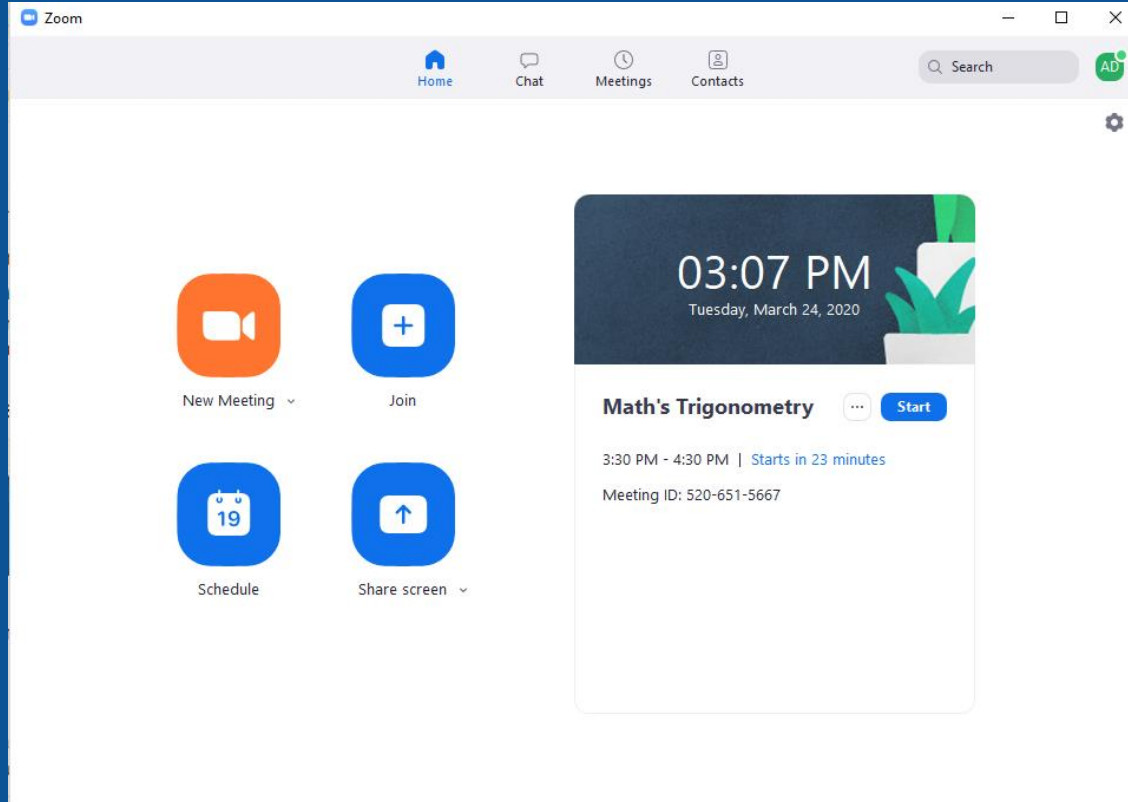 Zoom
Home Chat Meetings Contacts
Search
AD
03:07 PM
Tuesday, March 24, 2020
New Meeting
Join
Math's Trigonometry ... Start
3:30 PM - 4:30 PM | Starts in 23 minutes
Meeting ID: 520-651-5667
19
Schedule
Share screen